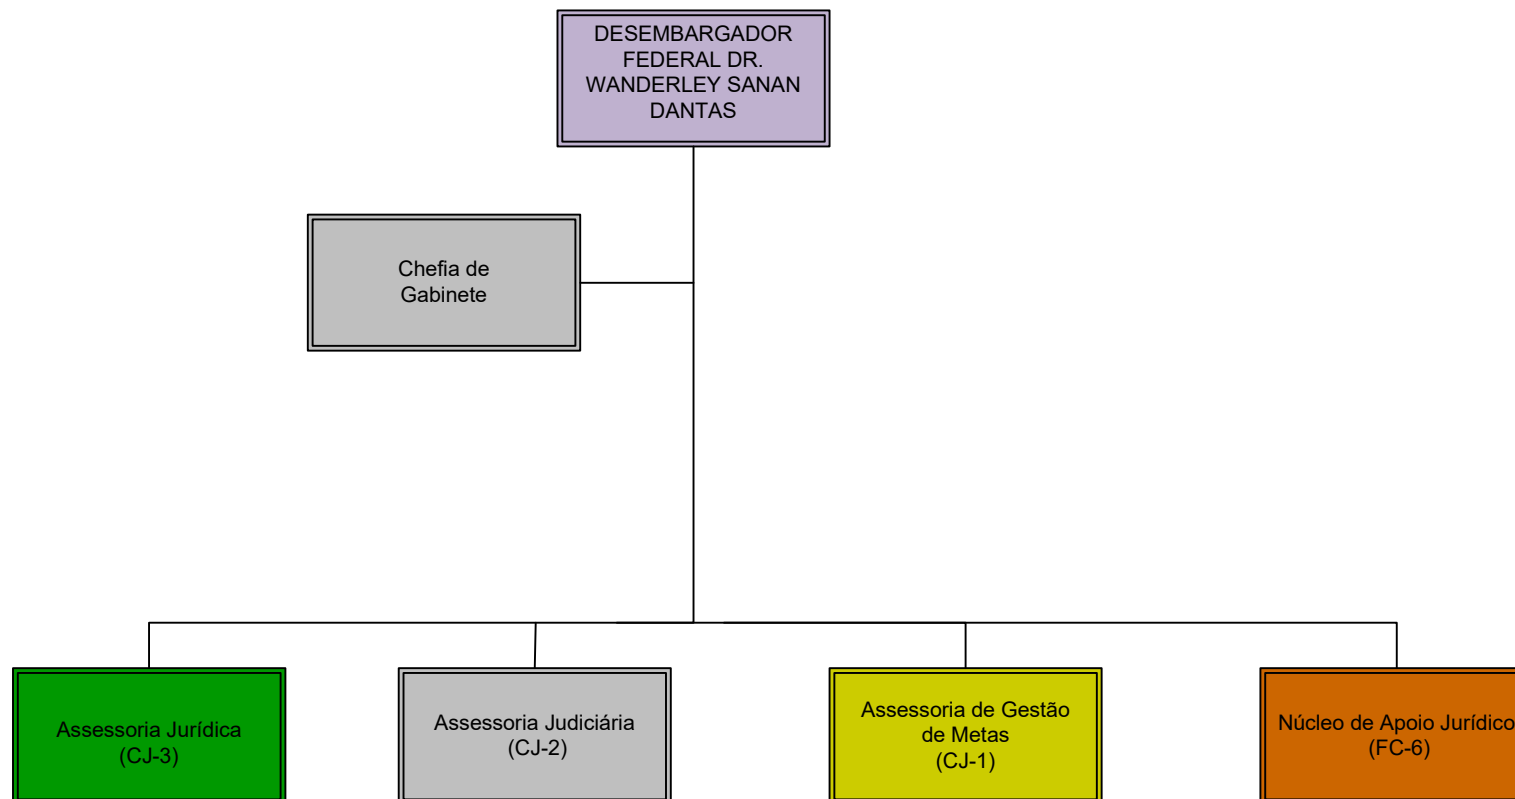 DESEMBARGADOR
FEDERAL DR.
WANDERLEY SANAN
DANTAS
Chefia de
Gabinete
Assessoria Jurídica
(CJ-3)
Assessoria Judiciária
(CJ-2)
Assessoria de Gestão
de Metas
(CJ-1)
Núcleo de Apoio Jurídico
(FC-6)